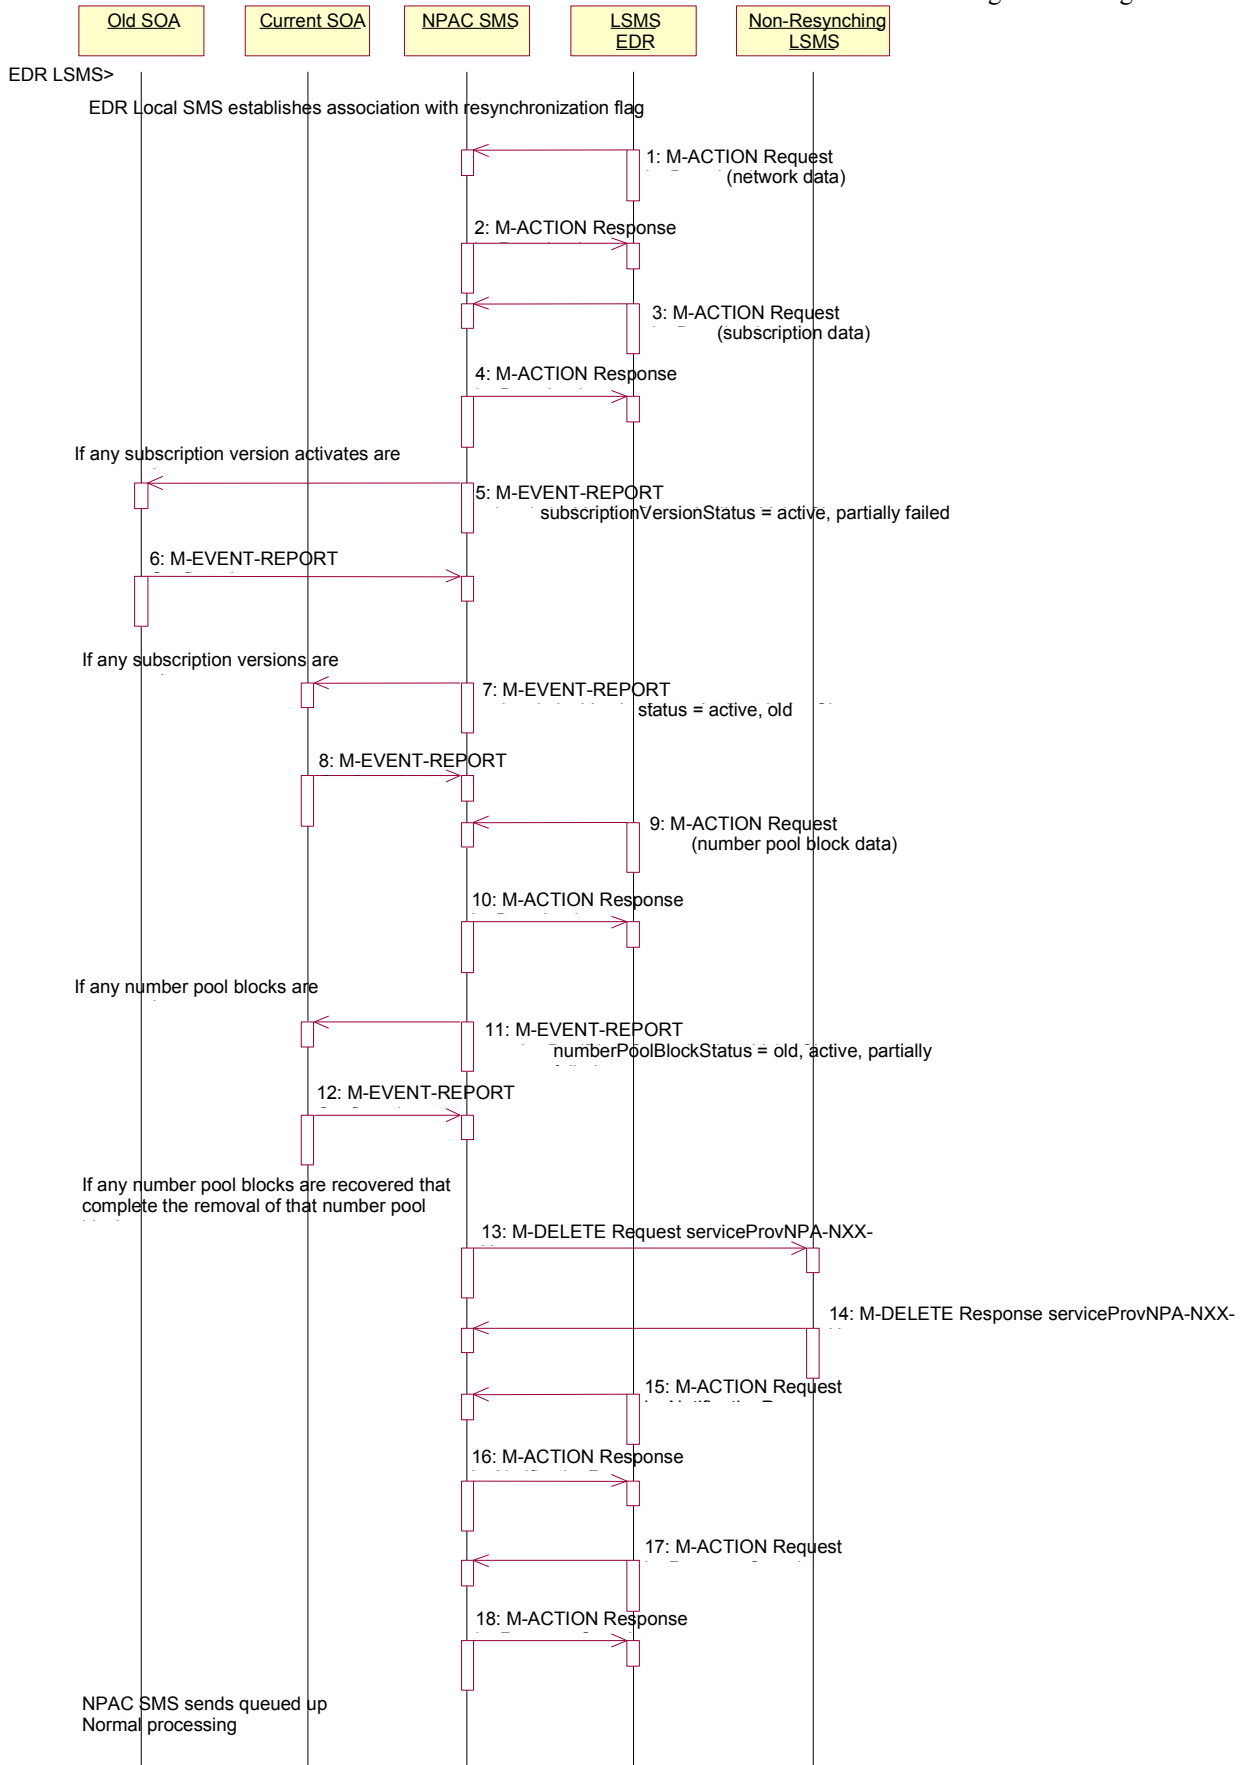 Old SOA
Current SOA
NPAC SMS
LSMS
EDR
Non-Resynching
LSMS
EDR LSMS>
EDR Local SMS establishes association with resynchronization flag
1: M-ACTION Request
(network data)
2: M-ACTION Response
3: M-ACTION Request
(subscription data)
4: M-ACTION Response
If any subscription version activates are
5: M-EVENT-REPORT
subscriptionVersionStatus = active, partially failed
6: M-EVENT-REPORT
If any subscription versions are
7: M-EVENT-REPORT
status = active, old
8: M-EVENT-REPORT
9: M-ACTION Request
(number pool block data)
10: M-ACTION Response
If any number pool blocks are
11: M-EVENT-REPORT
numberPoolBlockStatus = old, active, partially
12: M-EVENT-REPORT
If any number pool blocks are recovered that
complete the removal of that number pool
13: M-DELETE Request serviceProvNPA-NXX-
14: M-DELETE Response serviceProvNPA-NXX-
15: M-ACTION Request
16: M-ACTION Response
17: M-ACTION Request
18: M-ACTION Response
NPAC SMS sends queued up
Normal processing